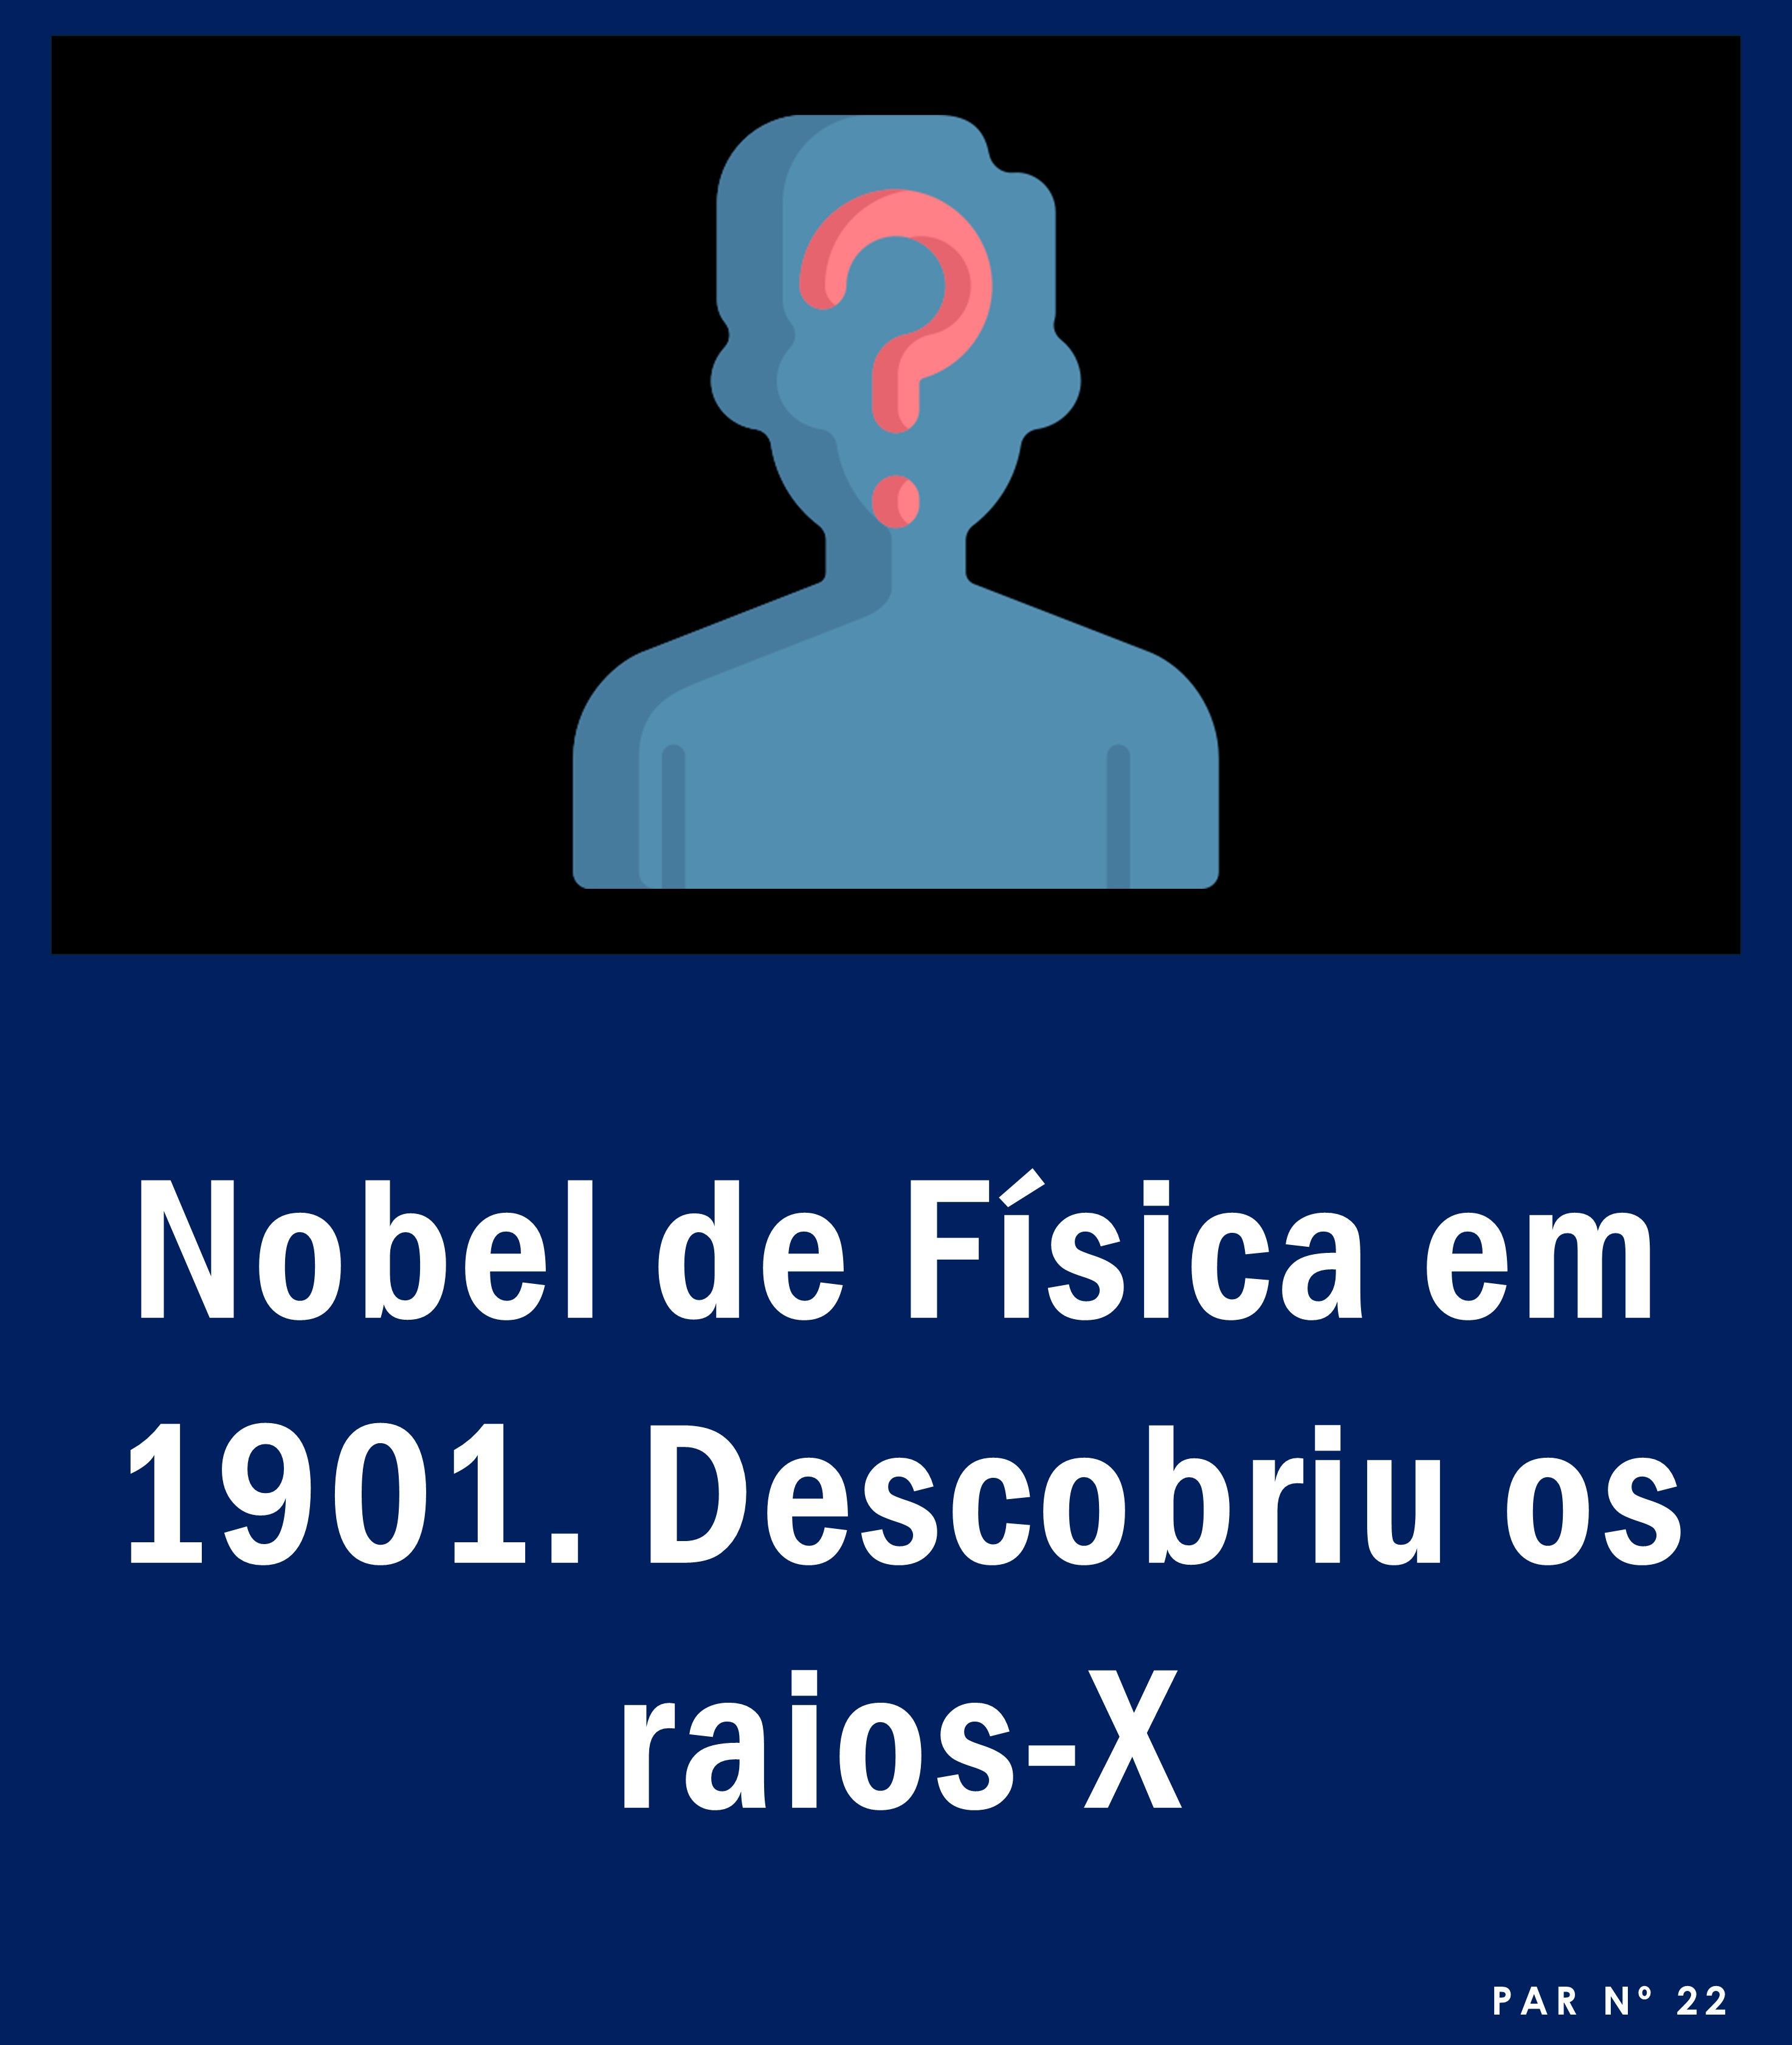 Nobel de Física em
1901. Descobriu os
raios-X
PAR Nº 22